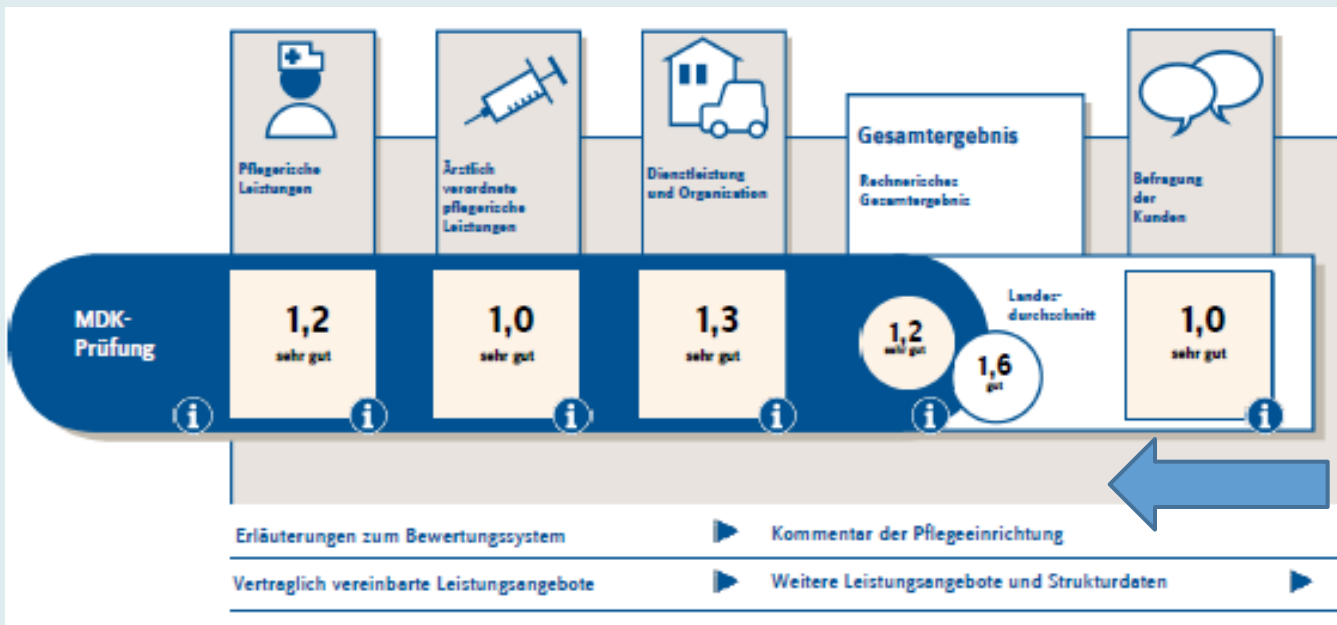 Pflegerische
Leistungen
Ärztlich
verordnete
pflegerische
Leistungen
Dienstleistung
und Organisation
Gesamtergebnis
Rechnerisches
Gesamtergebnis
Befragung
der
Kunden
MDK-
Prüfung
1,2
sehr gut
1,0
sehr gut
1,3
sehr gut
1,2
sehr gut
Landes-
durchschnitt
1,6
gut
1,0
sehr gut
i
i
i
i
i
i
Erläuterungen zum Bewertungssystem
Kommentar der Pflegeeinrichtung
Vertraglich vereinbarte Leistungsangebote
Weitere Leistungsangebote und Strukturdaten